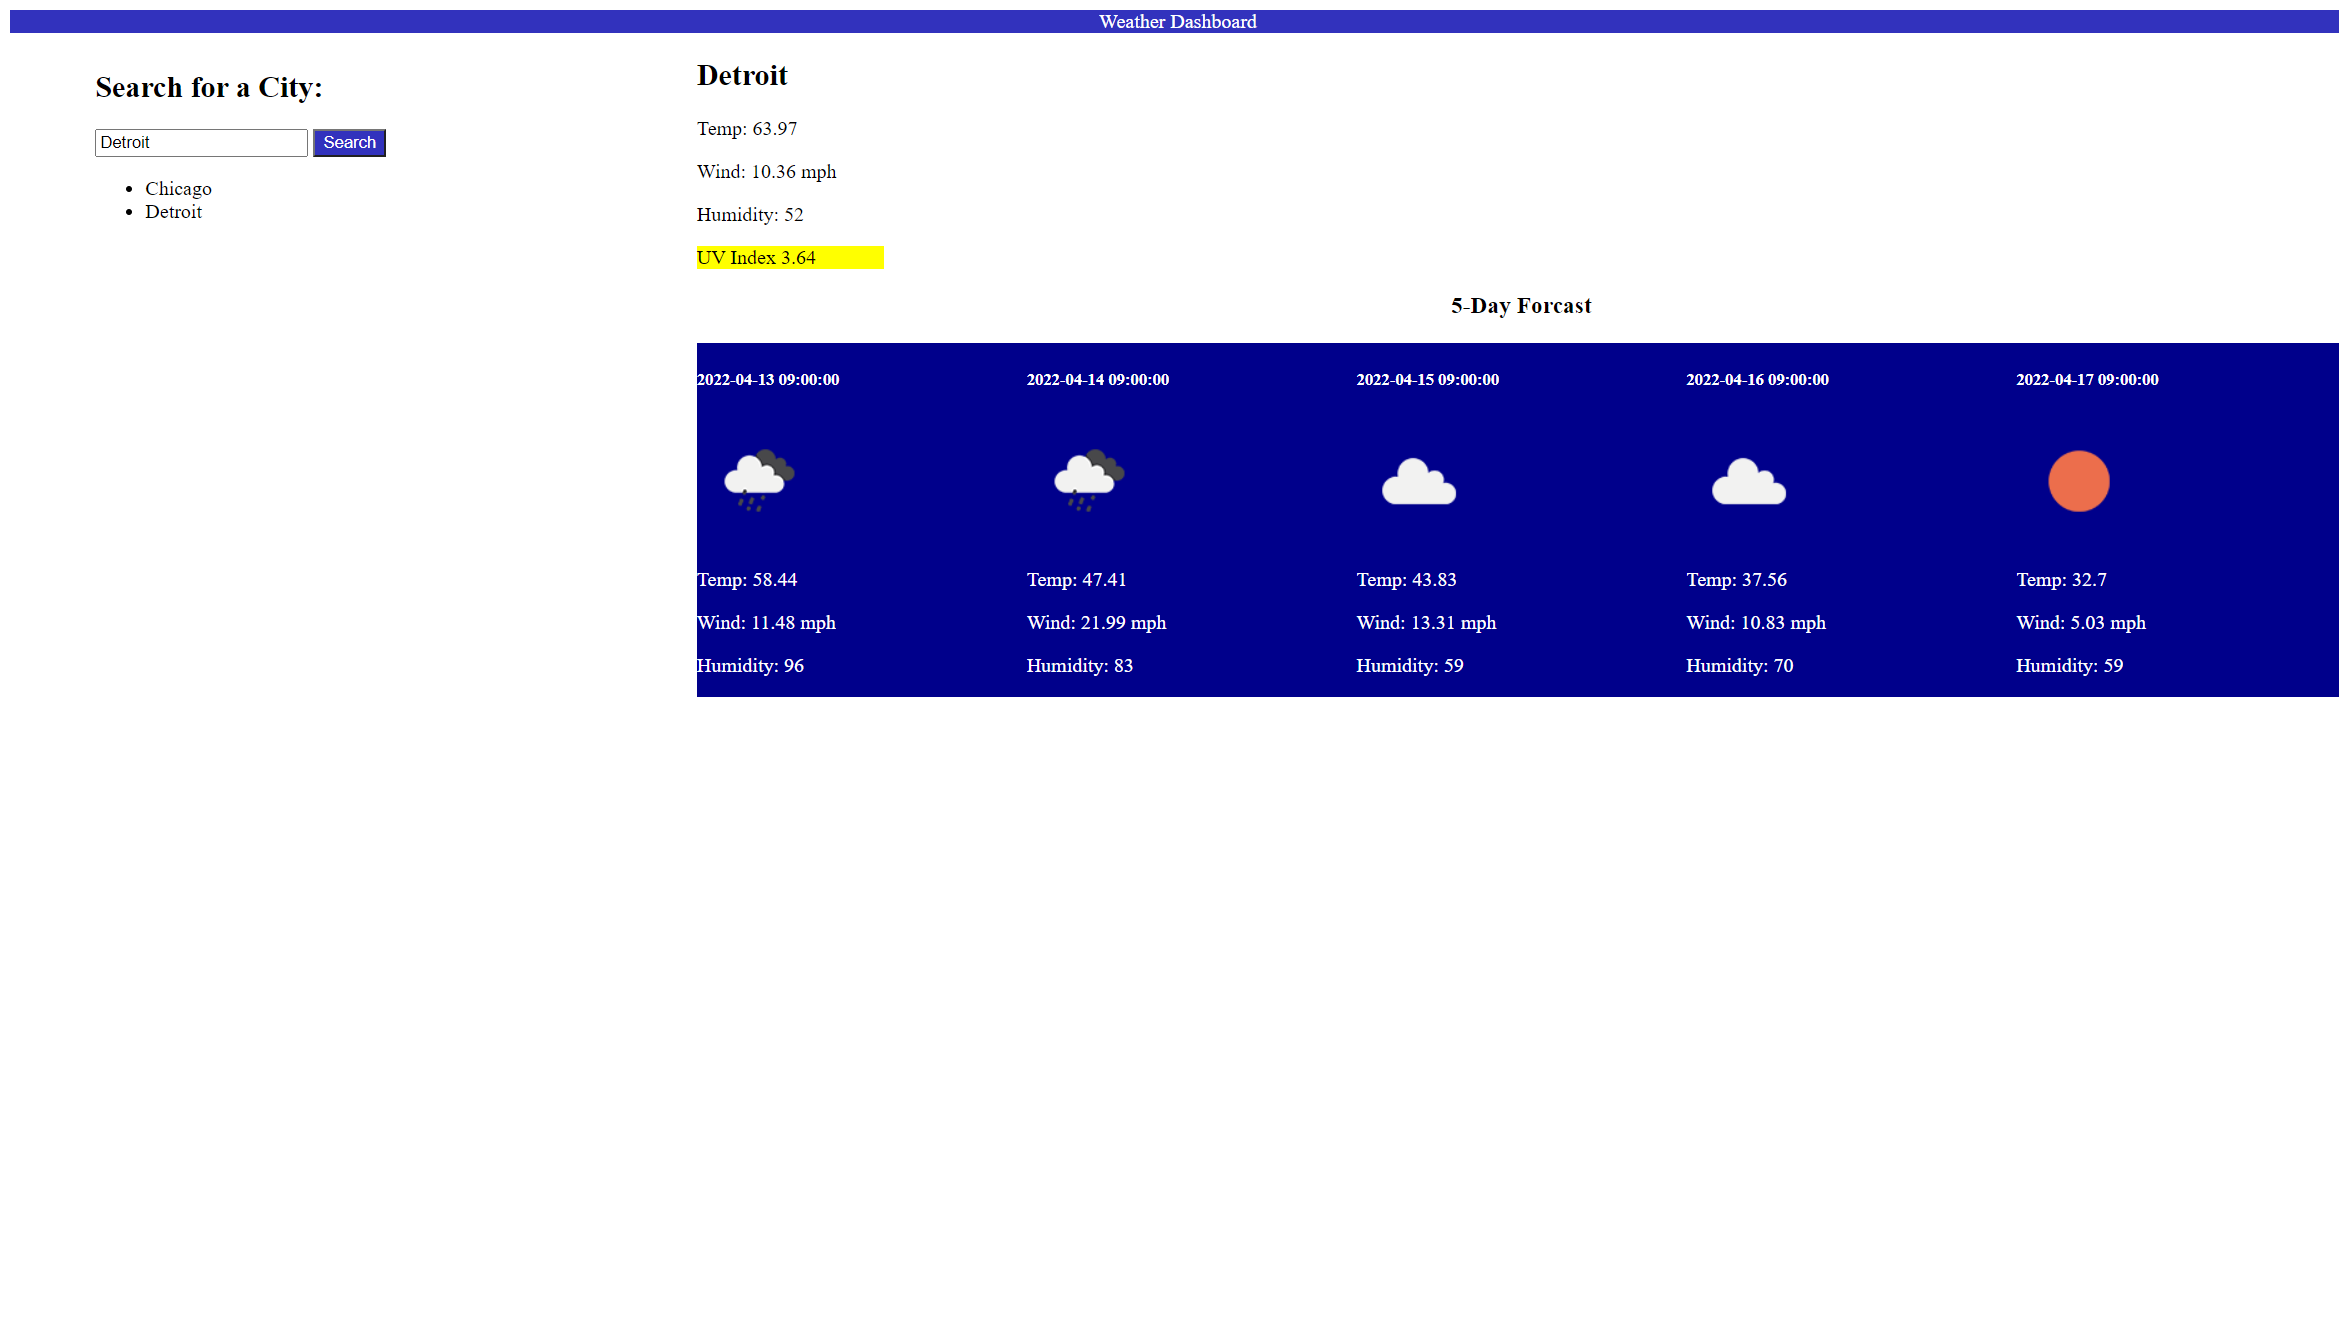 Weather Dashboard
Search for a City:
Detroit Search
Chicago
Detroit
Detroit
Temp: 63.97
Wind: 10.36 mph
Humidity: 52
UV Index 3.64
5-Day Forcast
2022-04-13 09:00:00
Temp: 58.44
Wind: 11.48 mph
Humidity: 96
2022-04-14 09:00:00
Temp: 47.41
Wind: 21.99 mph
Humidity: 83
2022-04-15 09:00:00
Temp: 43.83
Wind: 13.31 mph
Humidity: 59
2022-04-16 09:00:00
Temp: 37.56
Wind: 10.83 mph
Humidity: 70
2022-04-17 09:00:00
Temp: 32.7
Wind: 5.03 mph
Humidity: 59